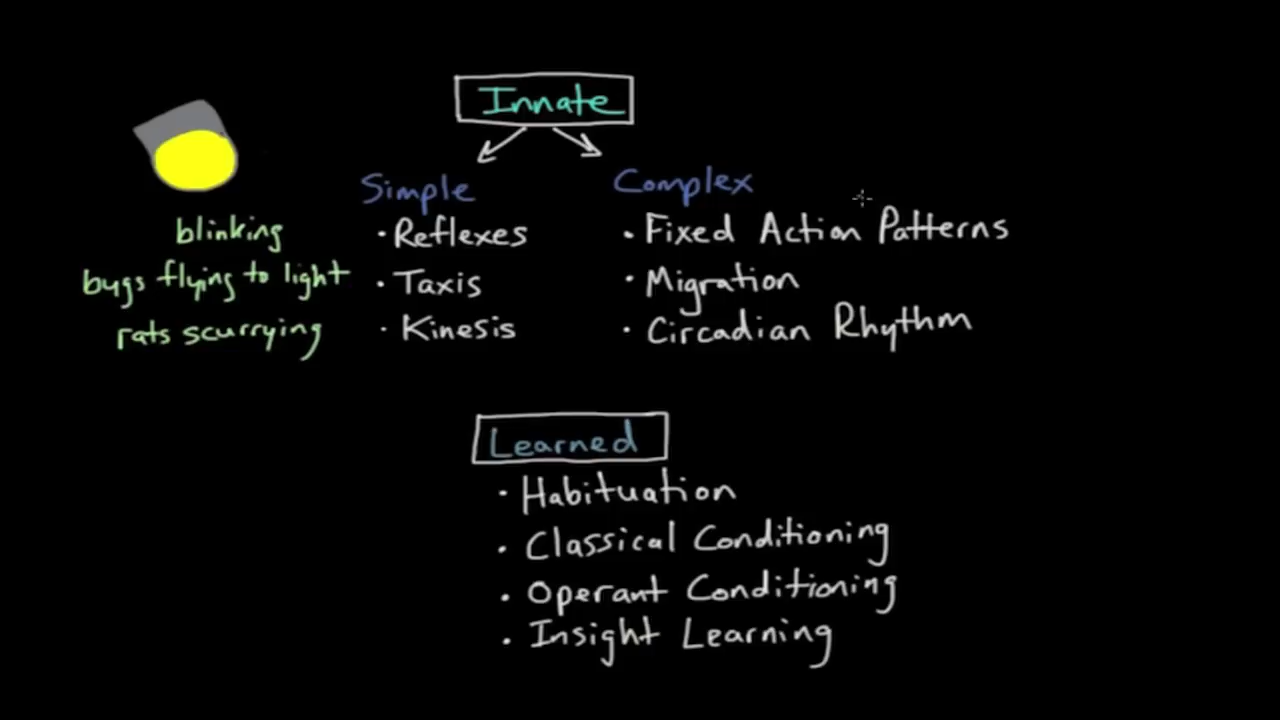 Innate
Simple
Complex
blinking
· Reflexes
· Fixed Action Patterns
bugs flying to light
· Taxis
· Migration
rats scurrying
· Kinesis
· Circadian Rhythm
Learned
· Habituation
· Classical Conditioning
· Operant Conditioning
· Insight Learning